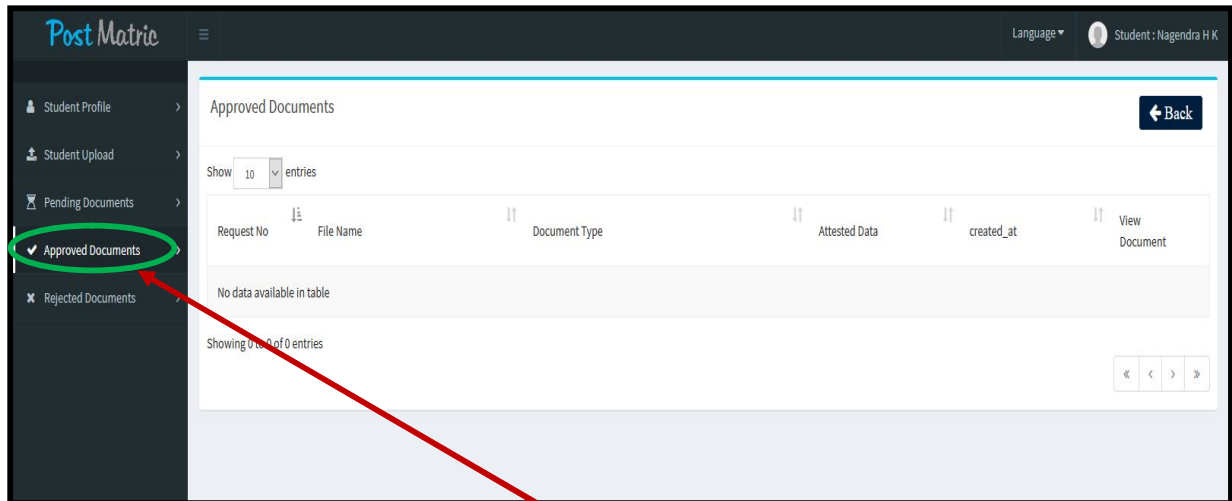 Post Matric
Language
Student : Nagendra H K
Student Profile
Student Upload
Pending Documents
Approved Documents
Rejected Documents
Approved Documents
Back
Show 10 entries
Request No File Name Document Type Attested Data created_at View Document
No data available in table
Showing 0 to 0 of 0 entries
« < > »